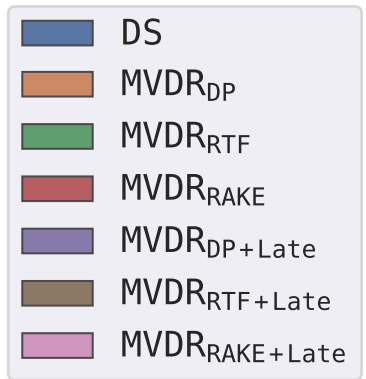 DS
MVDR_DP
MVDR_RTF
MVDR_RAKE
MVDR_DP+Late
MVDR_RTF+Late
MVDR_RAKE+Late